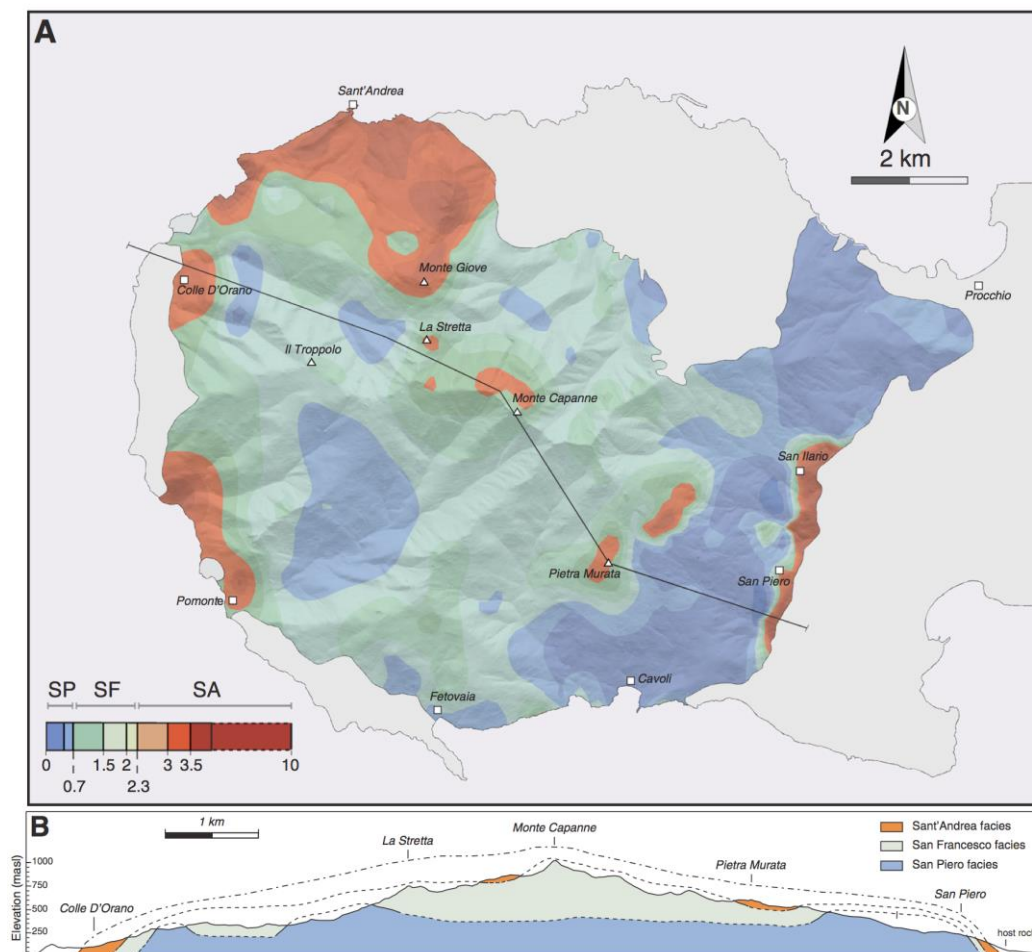 A
Sant'Andrea
N
2 km
Monte Giove
Colle D'Orano
Procchio
La Stretta
Il Troppolo
Monte Capanne
San Ilario
Pietra Murata
San Piero
Pomonte
Cavoli
Fetovaia
SP SF SA
0 1.5 2 3 3.5 10
0.7 2.3
B
1 km
Monte Capanne
Sant'Andrea facies
La Stretta
San Francesco facies
San Piero facies
Pietra Murata
Colle D'Orano
San Piero
host rock
Elevation (masl)
1000
750
500
250